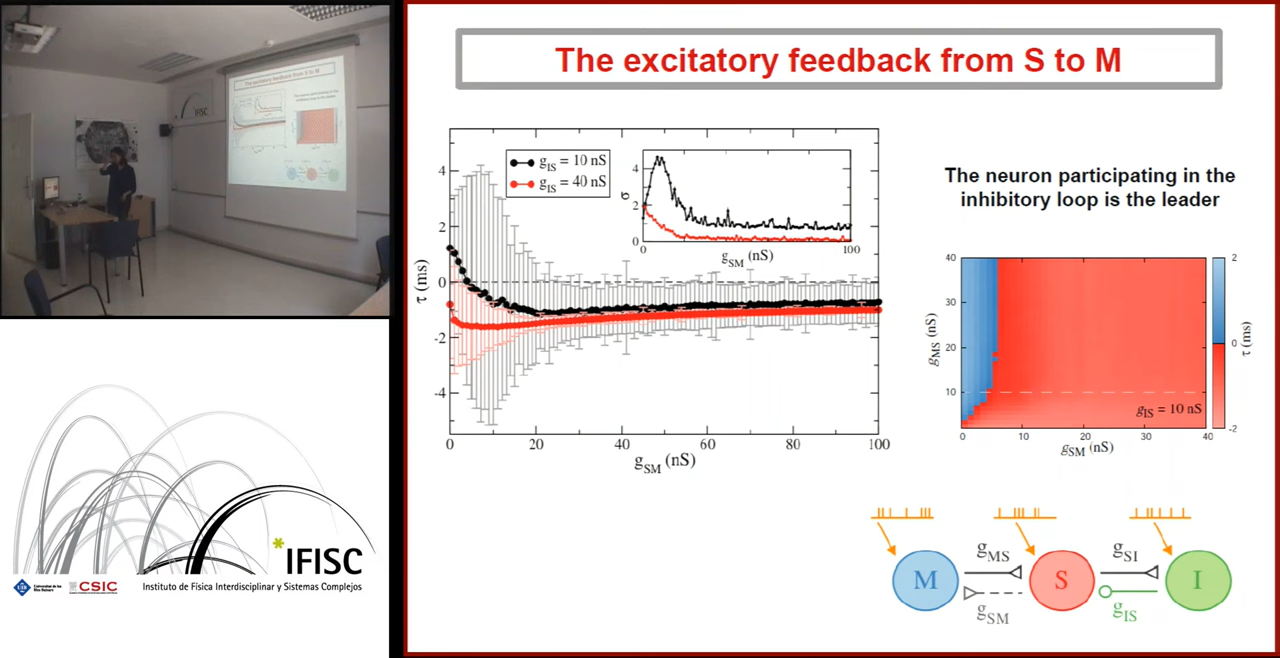 The excitatory feedback from S to M
g_IS = 10 nS
g_IS = 40 nS
σ
4
2
0
0
100
g_SM (nS)
τ (ms)
4
2
0
-2
-4
0
20
40
60
80
100
g_SM (nS)
The neuron participating in the
inhibitory loop is the leader
g_MS (nS)
40
30
20
10
g_IS = 10 nS
0
10
20
30
40
g_SM (nS)
2
0
-2
τ (ms)
g_MS
g_SI
M
S
I
g_SM
g_IS
IFISC
*IFISC
UIB
CSIC
Instituto de Física Interdisciplinar y Sistemas Complejos